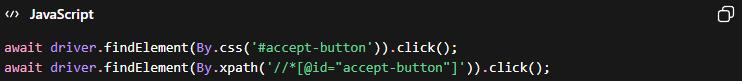 JavaScript
await driver.findElement(By.css('#accept-button')).click();
await driver.findElement(By.xpath('//*[@id="accept-button"]')).click();